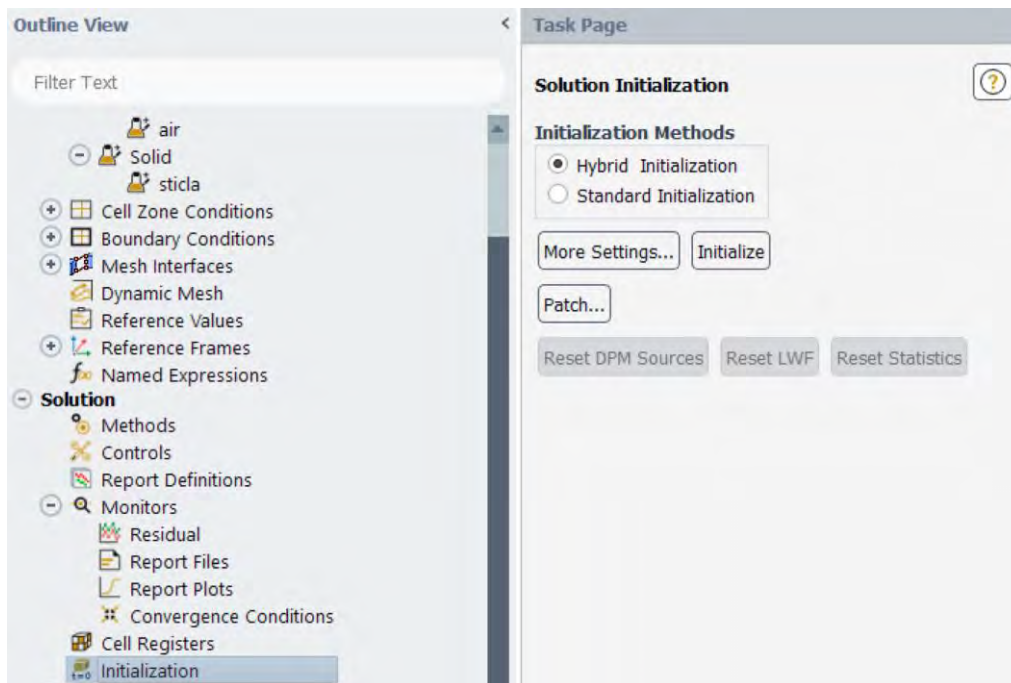 Outline View
Filter Text
air
Solid
sticla
Cell Zone Conditions
Boundary Conditions
Mesh Interfaces
Dynamic Mesh
Reference Values
Reference Frames
Named Expressions
Solution
Methods
Controls
Report Definitions
Monitors
Residual
Report Files
Report Plots
Convergence Conditions
Cell Registers
t=0 Initialization
Task Page
Solution Initialization
Initialization Methods
Hybrid Initialization
Standard Initialization
More Settings... Initialize
Patch...
Reset DPM Sources Reset LWF Reset Statistics